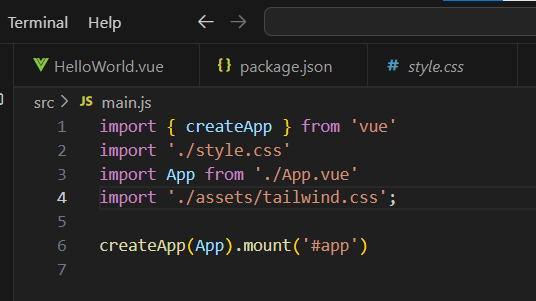 Terminal Help
HelloWorld.vue {} package.json # style.css
src > JS main.js
1 import { createApp } from 'vue'
2 import './style.css'
3 import App from './App.vue'
4 import './assets/tailwind.css';
5
6 createApp(App).mount('#app')
7